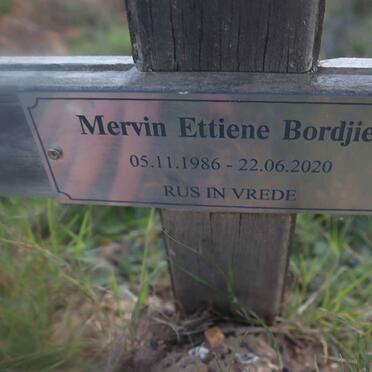 Mervin Ettiene Bordjie
05.11.1986 - 22.06.2020
RUS IN VREDE